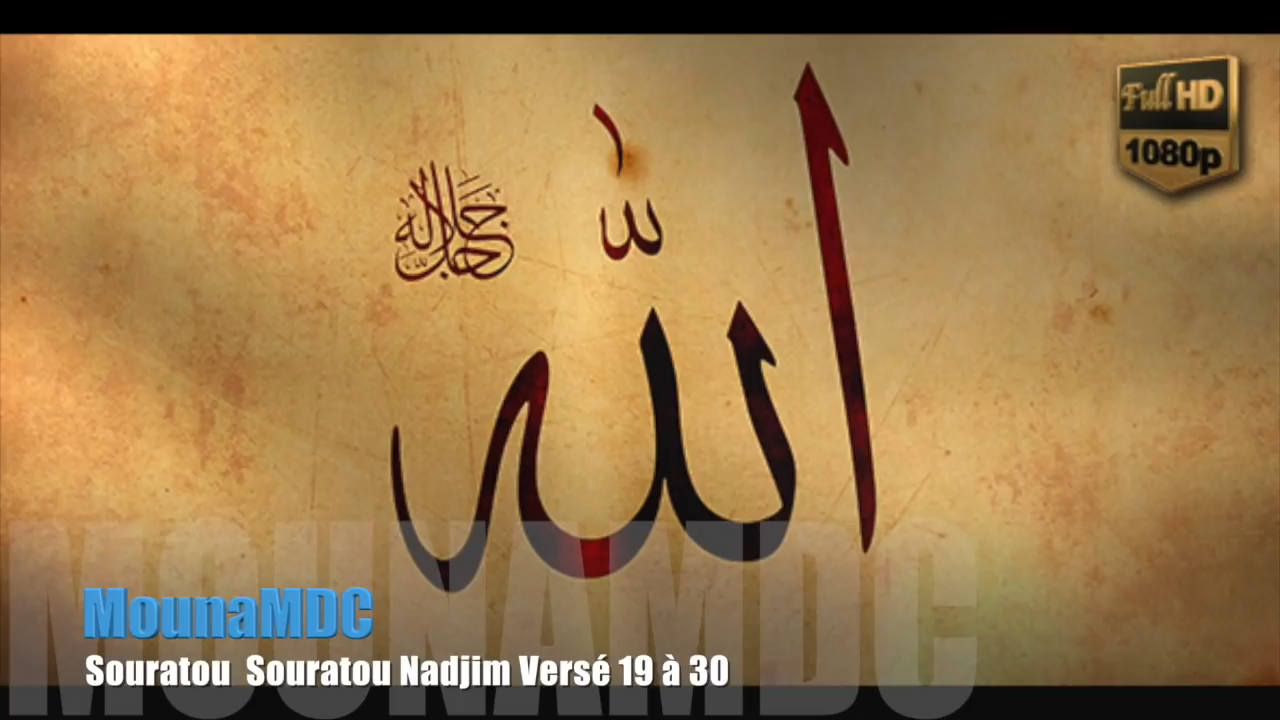 Full HD
1080p
الله
جل جلاله
MOUNAMDC
MounaMDC
Souratou  Souratou Nadjim Versé 19 à 30